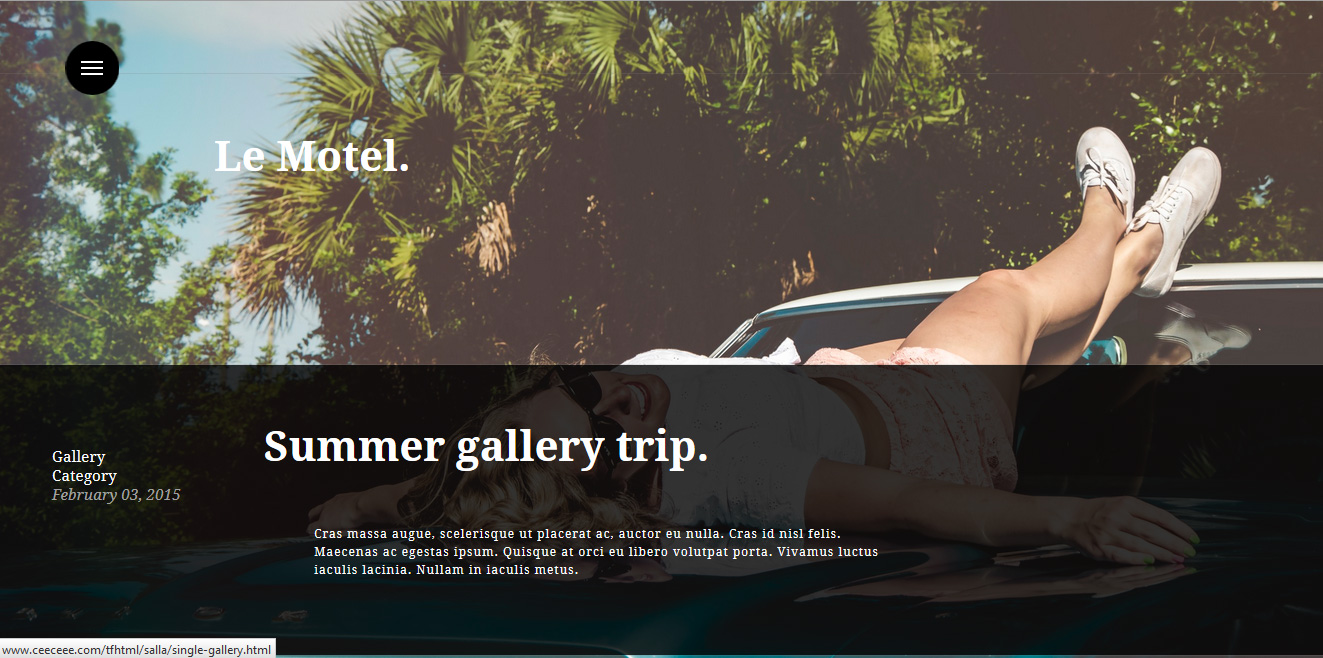 Le Motel.
Summer gallery trip.
Gallery
Category
February 03, 2015
Cras massa augue, scelerisque ut placerat ac, auctor eu nulla. Cras id nisl felis.
Maecenas ac egestas ipsum. Quisque at orci eu libero volutpat porta. Vivamus luctus
iaculis lacinia. Nullam in iaculis metus.
www.ceeceeee.com/tfhtml/salla/single-gallery.html